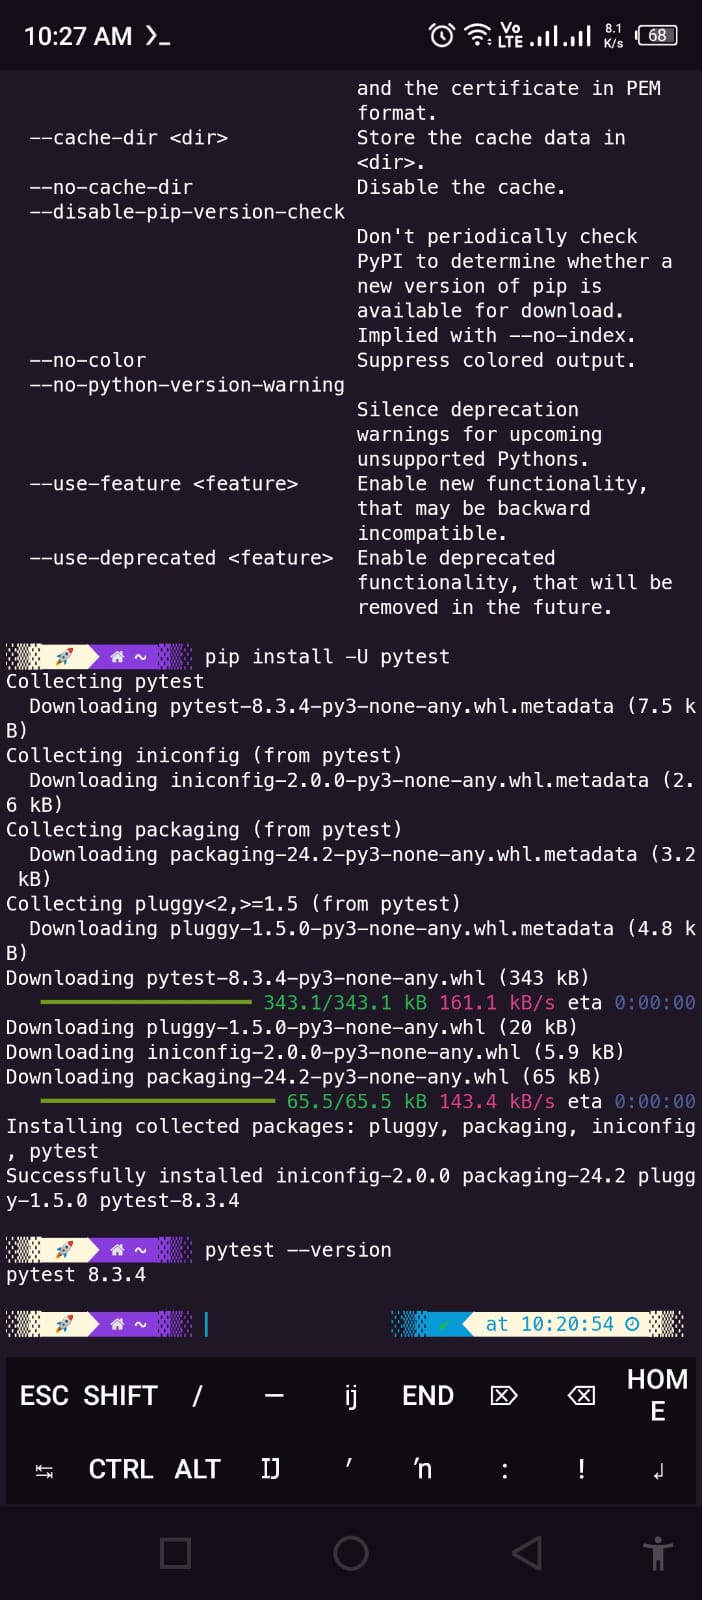 10:27 AM
Vo LTE 8.1 K/s 68
and the certificate in PEM
format.
--cache-dir <dir> Store the cache data in
<dir>.
--no-cache-dir Disable the cache.
--disable-pip-version-check
Don't periodically check
PyPI to determine whether a
new version of pip is
available for download.
Implied with --no-index.
--no-color Suppress colored output.
--no-python-version-warning
Silence deprecation
warnings for upcoming
unsupported Pythons.
--use-feature <feature> Enable new functionality,
that may be backward
incompatible.
--use-deprecated <feature> Enable deprecated
functionality, that will be
removed in the future.
~ pip install -U pytest
Collecting pytest
Downloading pytest-8.3.4-py3-none-any.whl.metadata (7.5 k
B)
Collecting iniconfig (from pytest)
Downloading iniconfig-2.0.0-py3-none-any.whl.metadata (2.
6 kB)
Collecting packaging (from pytest)
Downloading packaging-24.2-py3-none-any.whl.metadata (3.2
kB)
Collecting pluggy<2,>=1.5 (from pytest)
Downloading pluggy-1.5.0-py3-none-any.whl.metadata (4.8 k
B)
Downloading pytest-8.3.4-py3-none-any.whl (343 kB)
343.1/343.1 kB 161.1 kB/s eta 0:00:00
Downloading pluggy-1.5.0-py3-none-any.whl (20 kB)
Downloading iniconfig-2.0.0-py3-none-any.whl (5.9 kB)
Downloading packaging-24.2-py3-none-any.whl (65 kB)
65.5/65.5 kB 143.4 kB/s eta 0:00:00
Installing collected packages: pluggy, packaging, iniconfig
, pytest
Successfully installed iniconfig-2.0.0 packaging-24.2 plugg
y-1.5.0 pytest-8.3.4
~ pytest --version
pytest 8.3.4
~ at 10:20:54
ESC SHIFT / — ĳ END ⌦ ⌫ HOM
E
↹ CTRL ALT Ĳ ′ ŉ : ! ↲